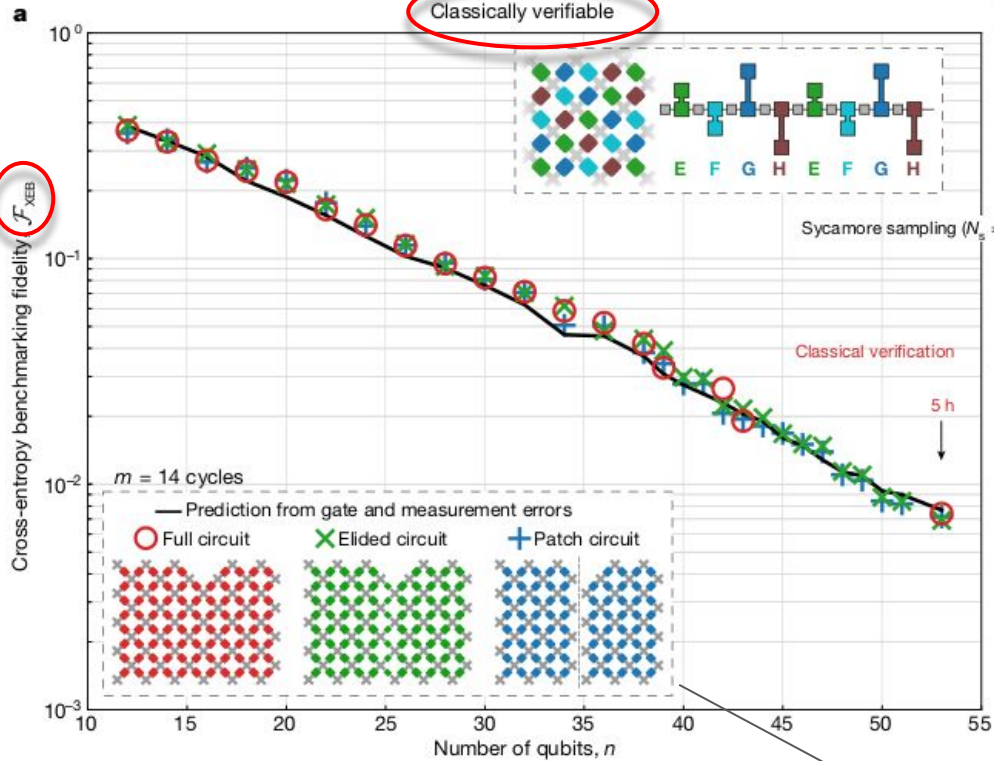 a
Classically verifiable
10⁰
E F G H E F G H
Sycamore sampling (Nₛ
10⁻¹
Cross-entropy benchmarking fidelity, ℱ_XEB
Classical verification
5 h
10⁻²
m = 14 cycles
Prediction from gate and measurement errors
Full circuit
Elided circuit
Patch circuit
10⁻³
10 15 20 25 30 35 40 45 50 55
Number of qubits, n